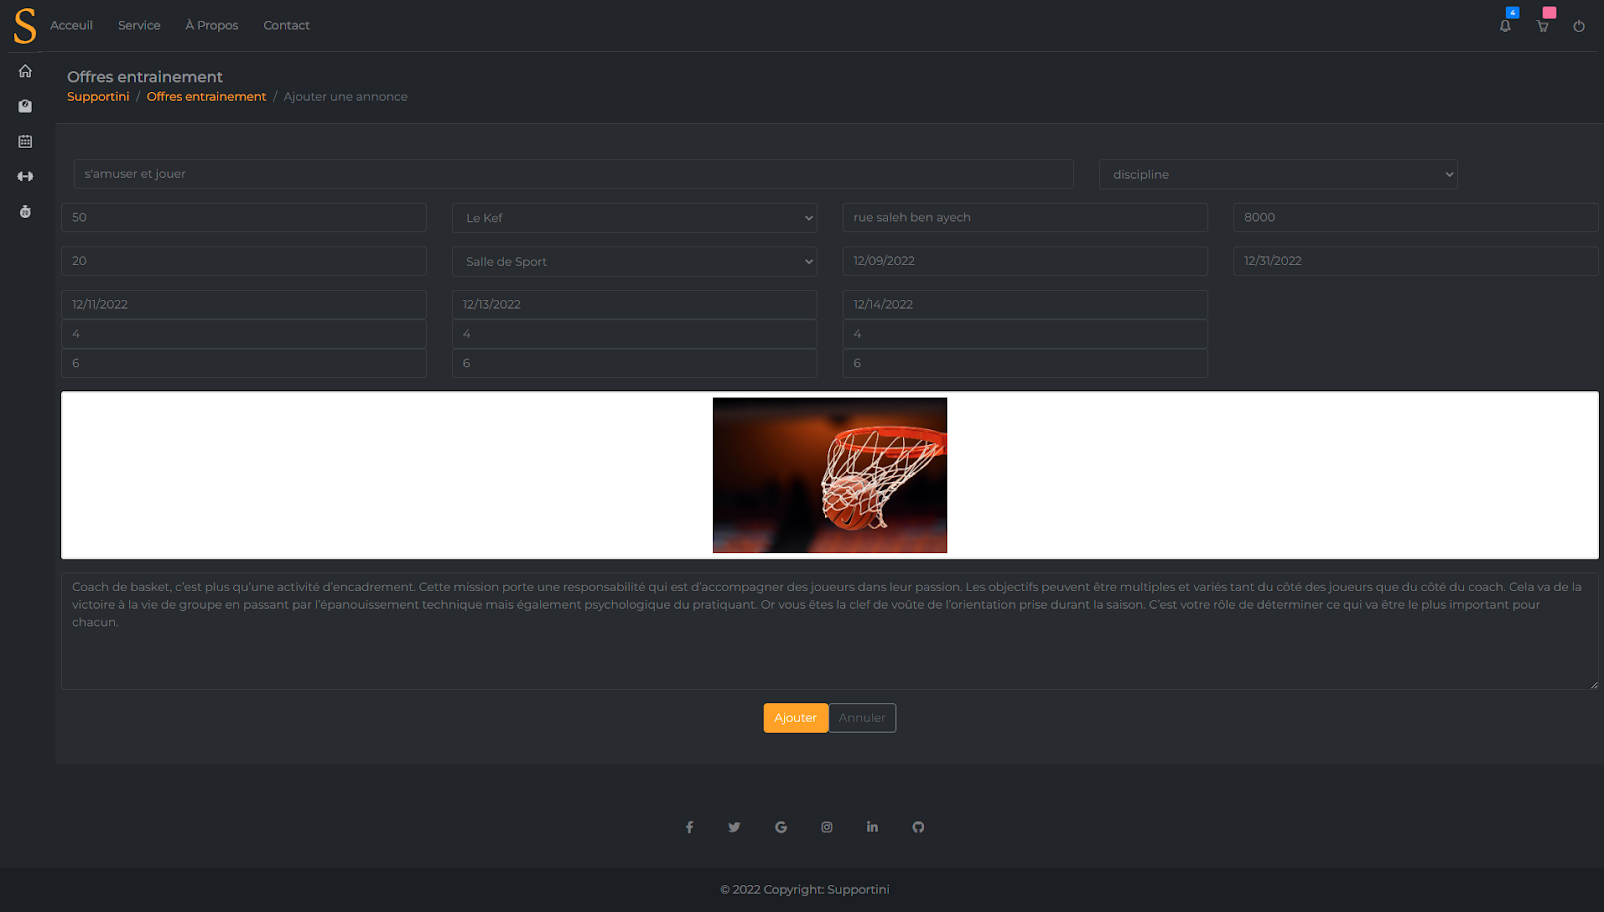 S Acceuil Service À Propos Contact 4
Offres entrainement
Supportini / Offres entrainement / Ajouter une annonce
s'amuser et jouer discipline
50 Le Kef rue saleh ben ayech 8000
20 Salle de Sport 12/09/2022 12/31/2022
12/11/2022 12/13/2022 12/14/2022
4 4 4
6 6 6
Coach de basket, c'est plus qu'une activité d'encadrement. Cette mission porte une responsabilité qui est d'accompagner des joueurs dans leur passion. Les objectifs peuvent être multiples et variés tant du côté des joueurs que du côté du coach. Cela va de la
victoire à la vie de groupe en passant par l'épanouissement technique mais également psychologique du pratiquant. Or vous êtes la clef de voûte de l'orientation prise durant la saison. C'est votre rôle de déterminer ce qui va être le plus important pour
chacun.
Ajouter Annuler
© 2022 Copyright: Supportini